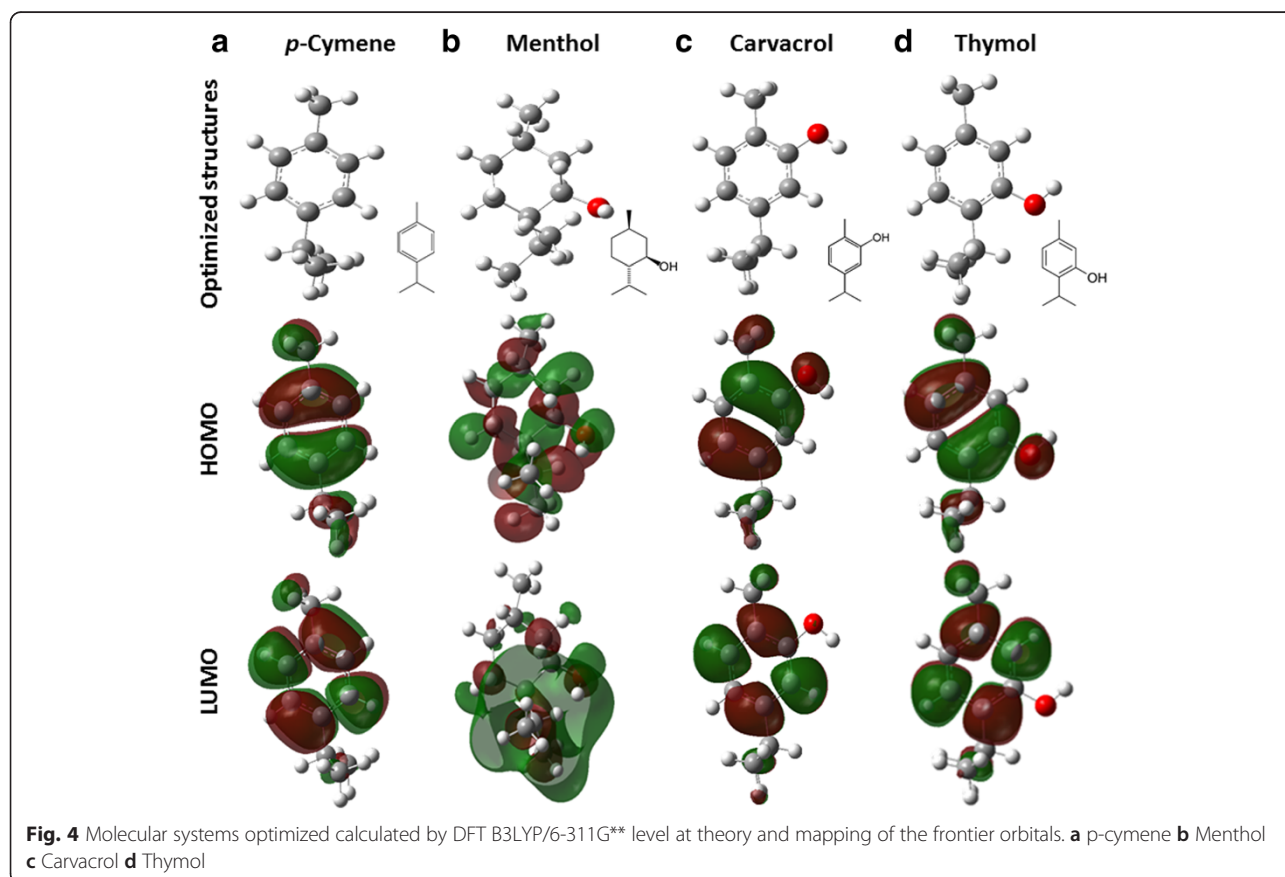 a p-Cymene b Menthol c Carvacrol d Thymol
Optimized structures
OH
OH
OH
HOMO
LUMO
Fig. 4 Molecular systems optimized calculated by DFT B3LYP/6-311G** level at theory and mapping of the frontier orbitals. a p-cymene b Menthol
c Carvacrol d Thymol